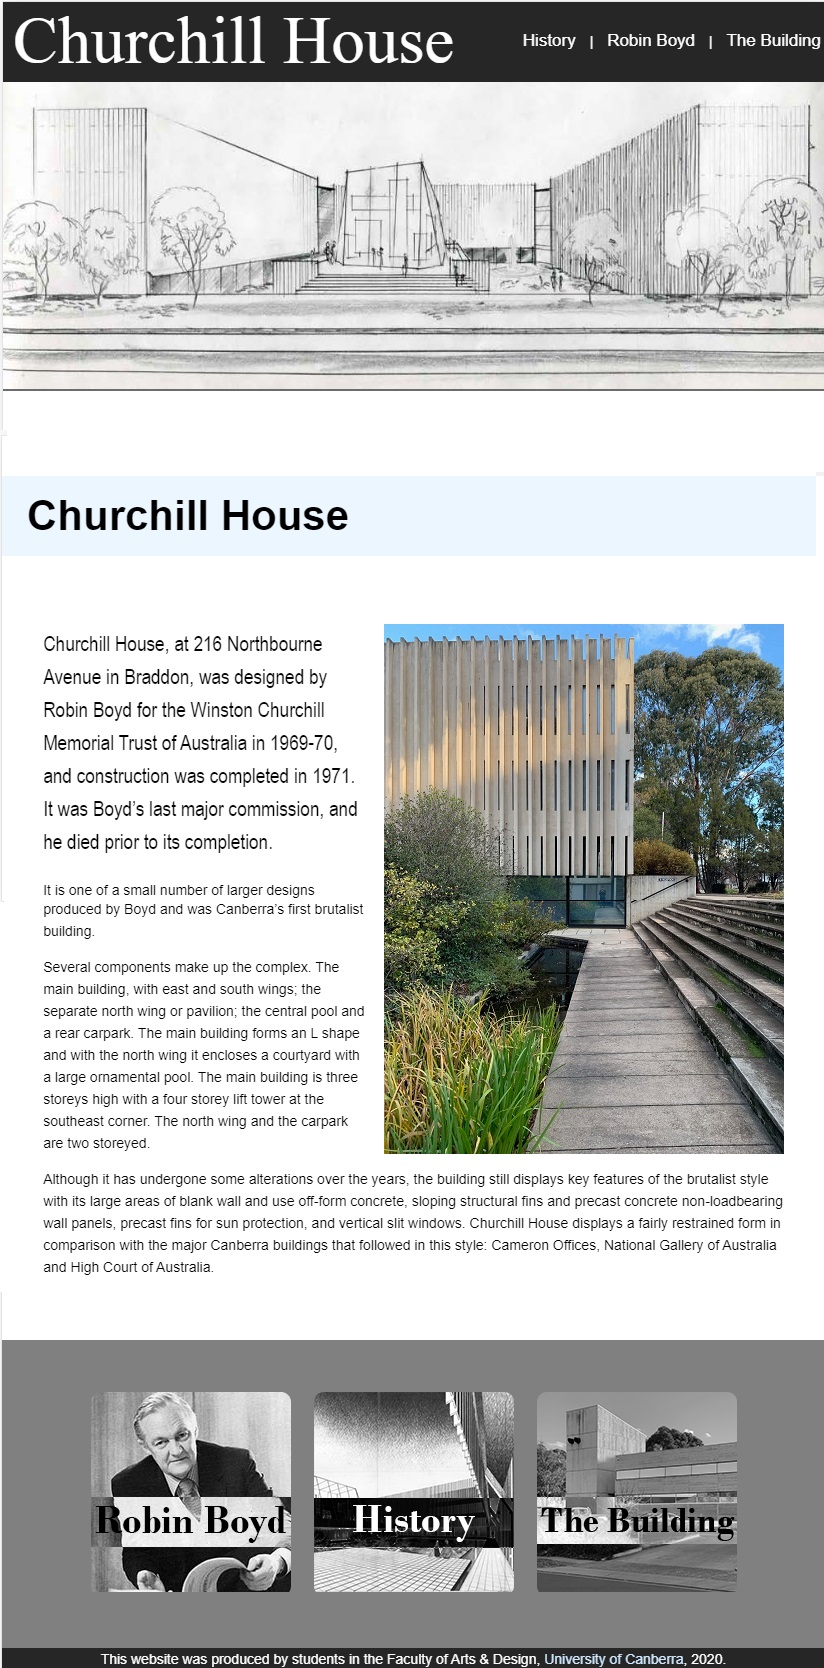 Churchill House
History | Robin Boyd | The Building
Churchill House
Churchill House, at 216 Northbourne
Avenue in Braddon, was designed by
Robin Boyd for the Winston Churchill
Memorial Trust of Australia in 1969-70,
and construction was completed in 1971.
It was Boyd’s last major commission, and
he died prior to its completion.
It is one of a small number of larger designs
produced by Boyd and was Canberra’s first brutalist
building.
Several components make up the complex. The
main building, with east and south wings; the
separate north wing or pavilion; the central pool and
a rear carpark. The main building forms an L shape
and with the north wing it encloses a courtyard with
a large ornamental pool. The main building is three
storeys high with a four storey lift tower at the
southeast corner. The north wing and the carpark
are two storeyed.
Although it has undergone some alterations over the years, the building still displays key features of the brutalist style
with its large areas of blank wall and use off-form concrete, sloping structural fins and precast concrete non-loadbearing
wall panels, precast fins for sun protection, and vertical slit windows. Churchill House displays a fairly restrained form in
comparison with the major Canberra buildings that followed in this style: Cameron Offices, National Gallery of Australia
and High Court of Australia.
Robin Boyd
History
The Building
This website was produced by students in the Faculty of Arts & Design, University of Canberra, 2020.